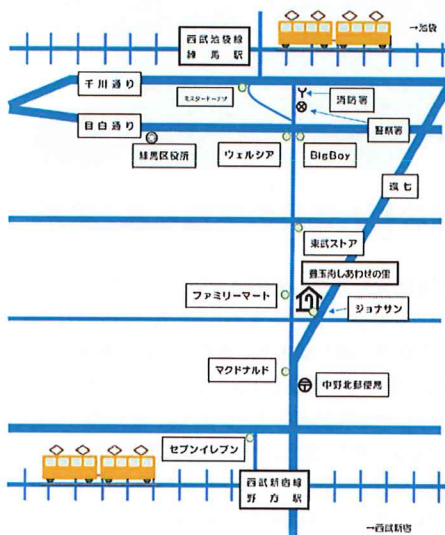 西武池袋線
練馬駅
→池袋
千川通り
ミスタードーナツ
消防署
目白通り
警察署
練馬区役所
ウェルシア
BigBoy
環七
東武ストア
豊玉南しあわせの里
ファミリーマート
ジョナサン
マクドナルド
中野北郵便局
セブンイレブン
西武新宿線
野方駅
→西武新宿